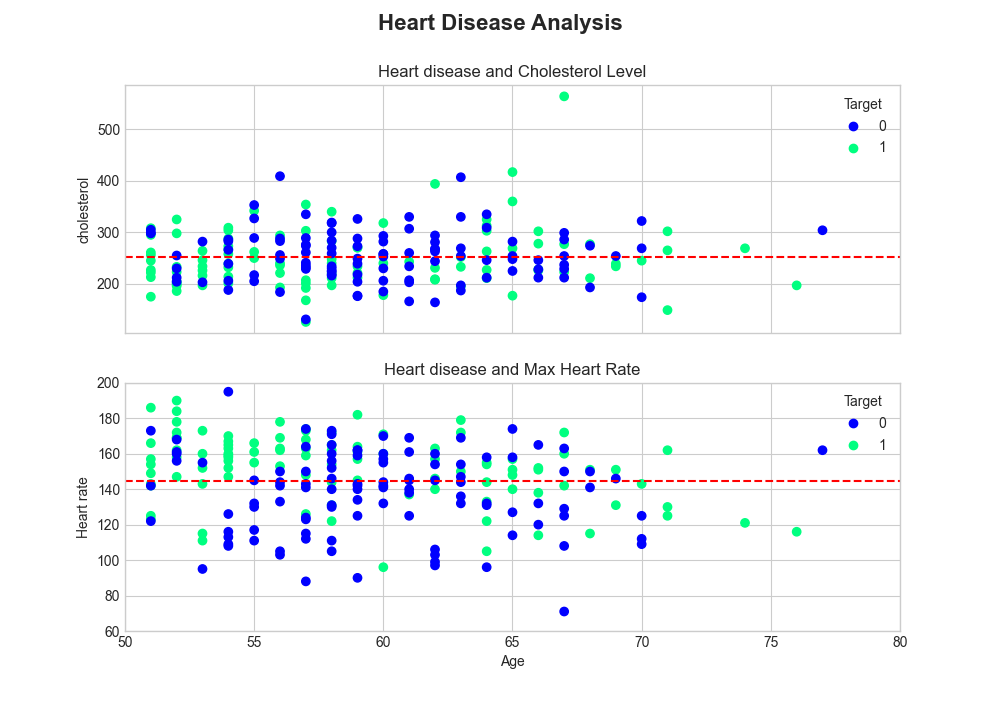 Heart Disease Analysis
Heart disease and Cholesterol Level
Target
0
1
500
400
300
200
cholesterol
Heart disease and Max Heart Rate
Target
0
1
200
180
160
140
120
100
80
60
Heart rate
50 55 60 65 70 75 80
Age